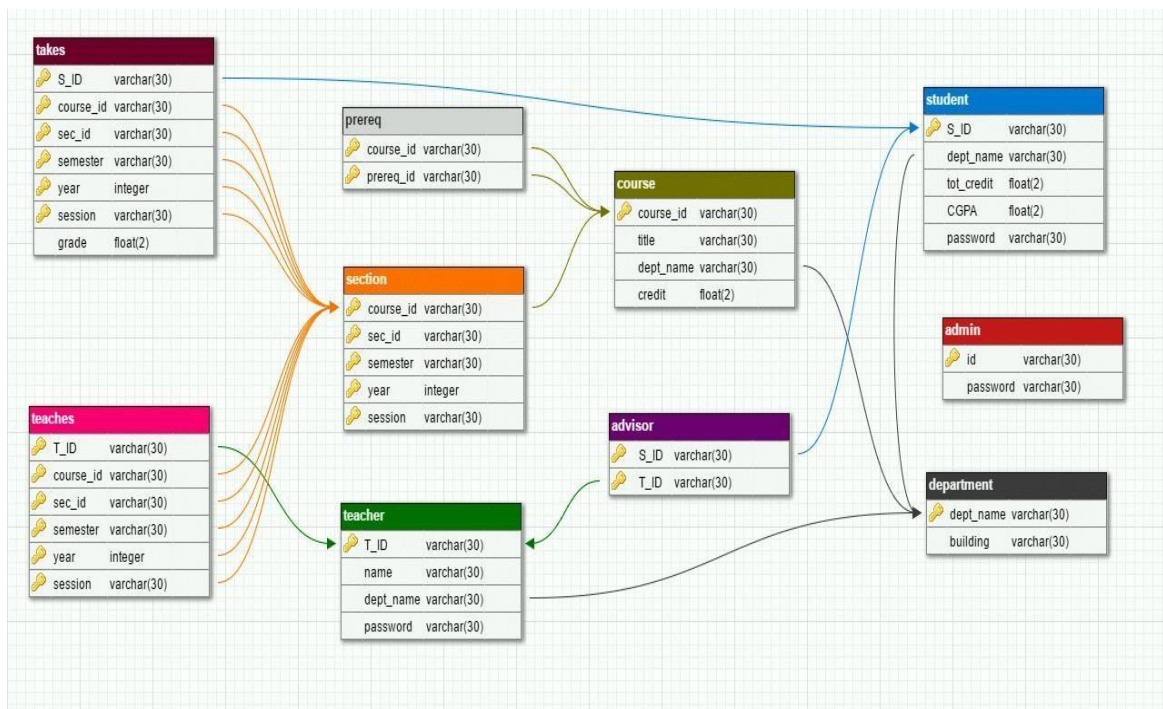 takes
S_ID varchar(30)
course_id varchar(30)
sec_id varchar(30)
semester varchar(30)
year integer
session varchar(30)
grade float(2)
prereq
course_id varchar(30)
prereq_id varchar(30)
course
course_id varchar(30)
title varchar(30)
dept_name varchar(30)
credit float(2)
student
S_ID varchar(30)
dept_name varchar(30)
tot_credit float(2)
CGPA float(2)
password varchar(30)
section
course_id varchar(30)
sec_id varchar(30)
semester varchar(30)
year integer
session varchar(30)
admin
id varchar(30)
password varchar(30)
teaches
T_ID varchar(30)
course_id varchar(30)
sec_id varchar(30)
semester varchar(30)
year integer
session varchar(30)
advisor
S_ID varchar(30)
T_ID varchar(30)
teacher
T_ID varchar(30)
name varchar(30)
dept_name varchar(30)
password varchar(30)
department
dept_name varchar(30)
building varchar(30)